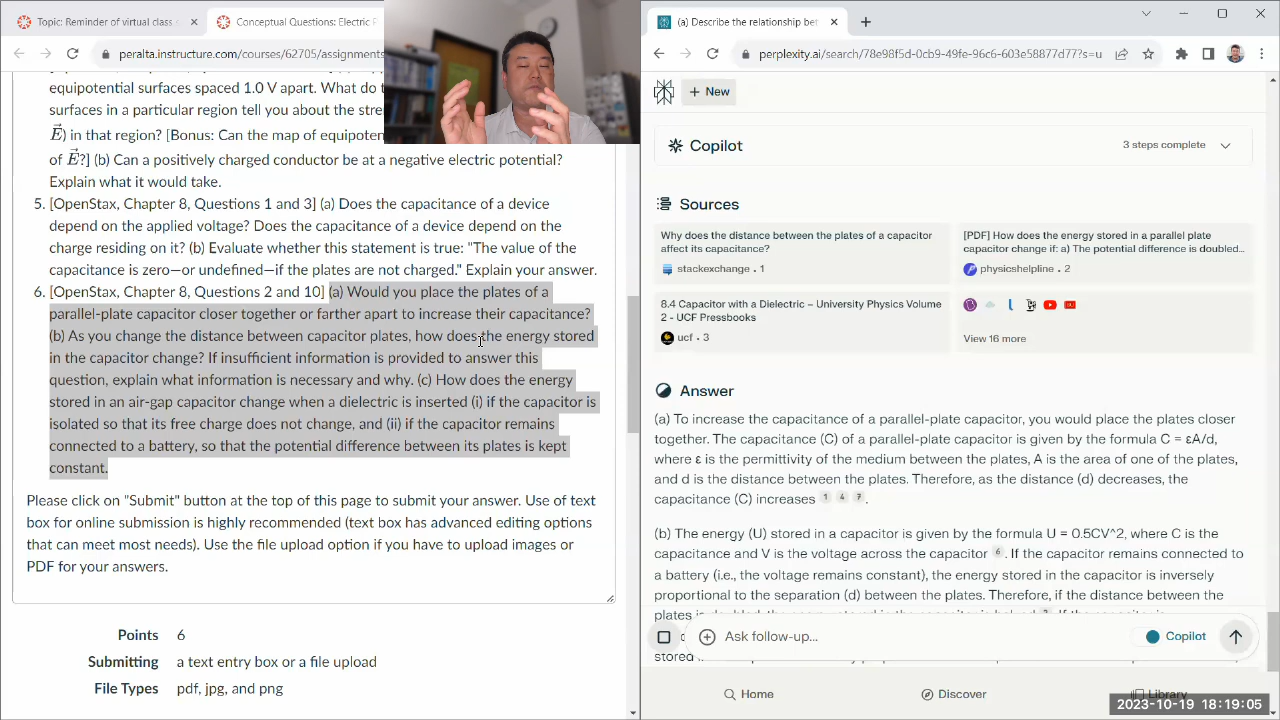 Topic: Reminder of virtual class
Conceptual Questions: Electric P
peralta.instructure.com/courses/62705/assignments
equipotential surfaces spaced 1.0 V apart. What do t
surfaces in a particular region tell you about the stre
E) in that region? [Bonus: Can the map of equipoten
of E?] (b) Can a positively charged conductor be at a negative electric potential?
Explain what it would take.
5. [OpenStax, Chapter 8, Questions 1 and 3] (a) Does the capacitance of a device
depend on the applied voltage? Does the capacitance of a device depend on the
charge residing on it? (b) Evaluate whether this statement is true: "The value of the
capacitance is zero—or undefined—if the plates are not charged." Explain your answer.
6. [OpenStax, Chapter 8, Questions 2 and 10] (a) Would you place the plates of a
parallel-plate capacitor closer together or farther apart to increase their capacitance?
(b) As you change the distance between capacitor plates, how does the energy stored
in the capacitor change? If insufficient information is provided to answer this
question, explain what information is necessary and why. (c) How does the energy
stored in an air-gap capacitor change when a dielectric is inserted (i) if the capacitor is
isolated so that its free charge does not change, and (ii) if the capacitor remains
connected to a battery, so that the potential difference between its plates is kept
constant.
Please click on "Submit" button at the top of this page to submit your answer. Use of text
box for online submission is highly recommended (text box has advanced editing options
that can meet most needs). Use the file upload option if you have to upload images or
PDF for your answers.
Points 6
Submitting a text entry box or a file upload
File Types pdf, jpg, and png
(a) Describe the relationship bet
perplexity.ai/search/78e98f5d-0cb9-49fe-96c6-603e58877d77?s=u
New
Copilot
3 steps complete
Sources
Why does the distance between the plates of a capacitor
affect its capacitance?
stackexchange · 1
[PDF] How does the energy stored in a parallel plate
capacitor change if: a) The potential difference is doubled...
physicshelpline · 2
8.4 Capacitor with a Dielectric – University Physics Volume
2 - UCF Pressbooks
ucf · 3
View 16 more
Answer
(a) To increase the capacitance of a parallel-plate capacitor, you would place the plates closer
together. The capacitance (C) of a parallel-plate capacitor is given by the formula C = εA/d,
where ε is the permittivity of the medium between the plates, A is the area of one of the plates,
and d is the distance between the plates. Therefore, as the distance (d) decreases, the
capacitance (C) increases 1 4 7 .
(b) The energy (U) stored in a capacitor is given by the formula U = 0.5CV^2, where C is the
capacitance and V is the voltage across the capacitor 6 . If the capacitor remains connected to
a battery (i.e., the voltage remains constant), the energy stored in the capacitor is inversely
proportional to the separation (d) between the plates. Therefore, if the distance between the
plates is
stored
Ask follow-up...
Copilot
Home
Discover
Library
2023-10-19 18:19:05